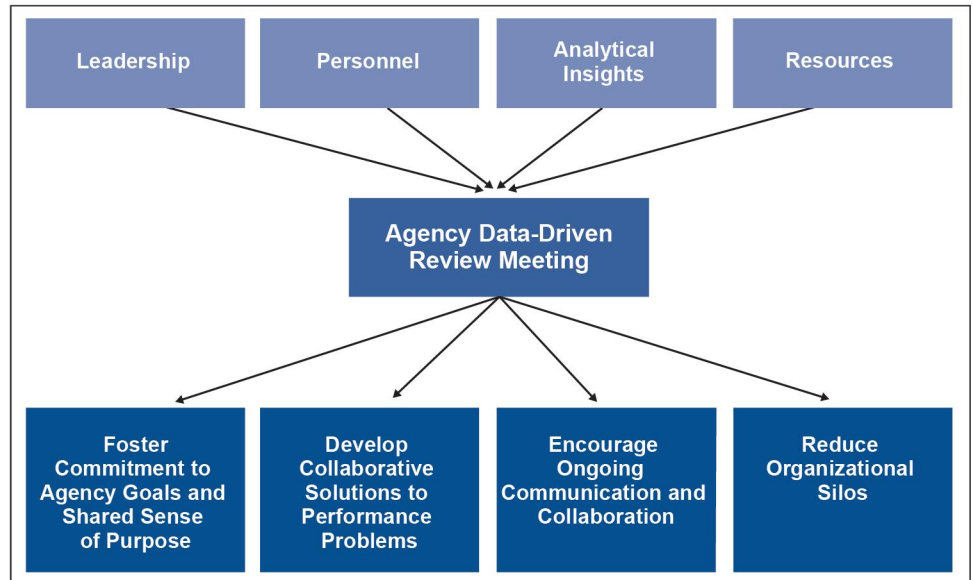 Leadership
Personnel
Analytical
Insights
Resources
Agency Data-Driven
Review Meeting
Foster
Commitment to
Agency Goals and
Shared Sense
of Purpose
Develop
Collaborative
Solutions to
Performance
Problems
Encourage
Ongoing
Communication and
Collaboration
Reduce
Organizational
Silos